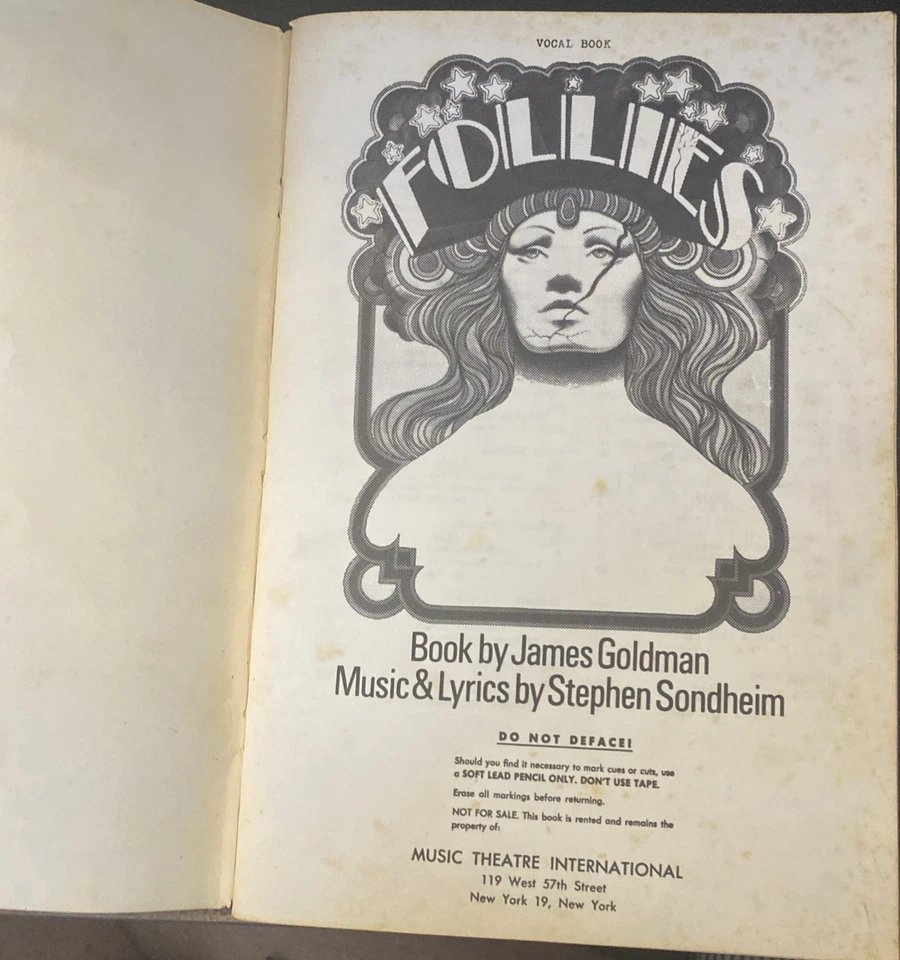 VOCAL BOOK
FOLLIES
Book by James Goldman
Music & Lyrics by Stephen Sondheim
DO NOT DEFACE!
Should you find it necessary to mark cues or cuts, use
a SOFT LEAD PENCIL ONLY. DON'T USE TAPE.
Erase all markings before returning.
NOT FOR SALE. This book is rented and remains the
property of:
MUSIC THEATRE INTERNATIONAL
119 West 57th Street
New York 19, New York